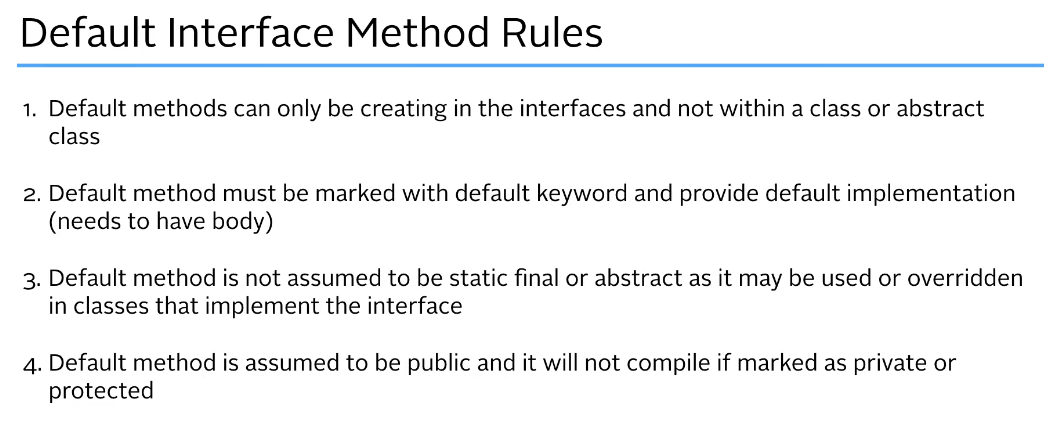 Default Interface Method Rules
1. Default methods can only be creating in the interfaces and not within a class or abstract
class
2. Default method must be marked with default keyword and provide default implementation
(needs to have body)
3. Default method is not assumed to be static final or abstract as it may be used or overridden
in classes that implement the interface
4. Default method is assumed to be public and it will not compile if marked as private or
protected